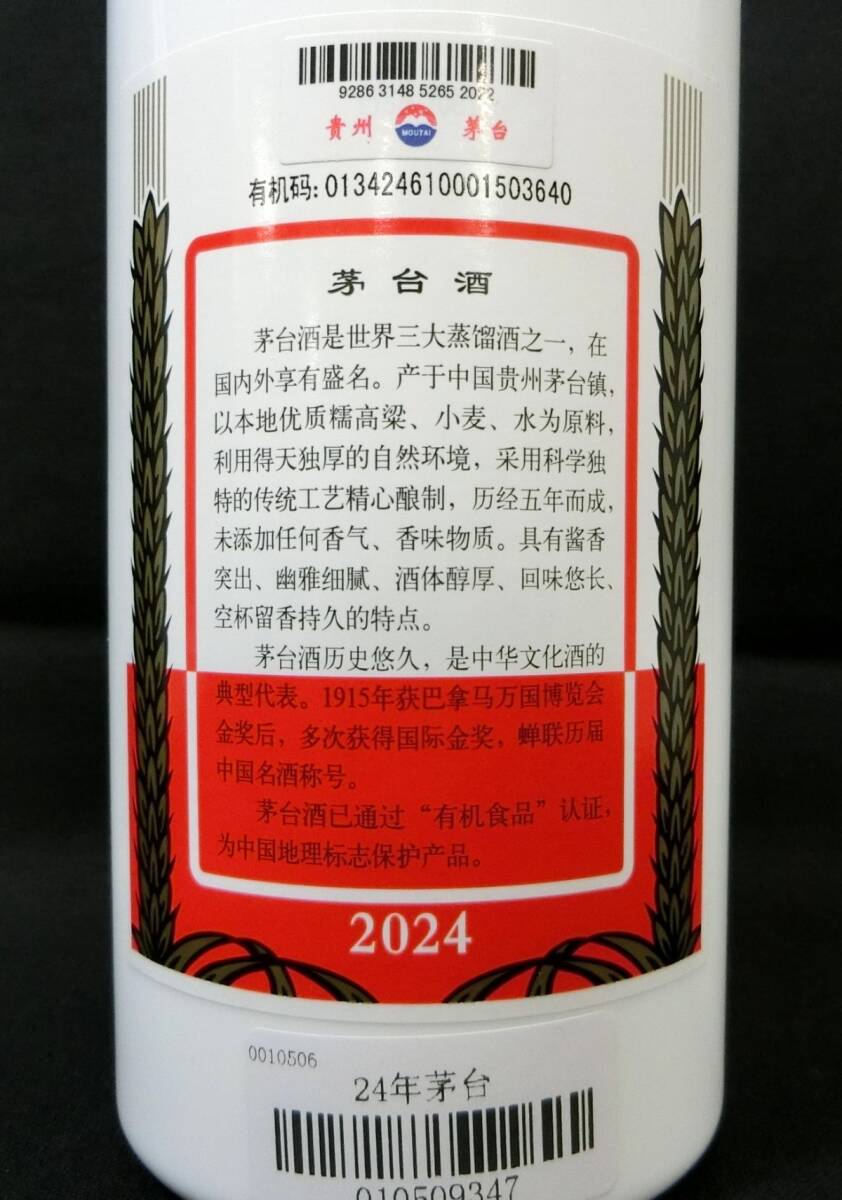 9286 3148 5265 2022
贵州 MOUTAI 茅台
有机码:013424610001503640
茅台酒
茅台酒是世界三大蒸馏酒之一，在
国内外享有盛名。产于中国贵州茅台镇，
以本地优质糯高粱、小麦、水为原料，
利用得天独厚的自然环境，采用科学独
特的传统工艺精心酿制，历经五年而成，
未添加任何香气、香味物质。具有酱香
突出、幽雅细腻、酒体醇厚、回味悠长、
空杯留香持久的特点。
茅台酒历史悠久，是中华文化酒的
典型代表。1915年获巴拿马万国博览会
金奖后，多次获得国际金奖，蝉联历届
中国名酒称号。
茅台酒已通过“有机食品”认证，
为中国地理标志保护产品。
2024
0010506
24年茅台
010509347